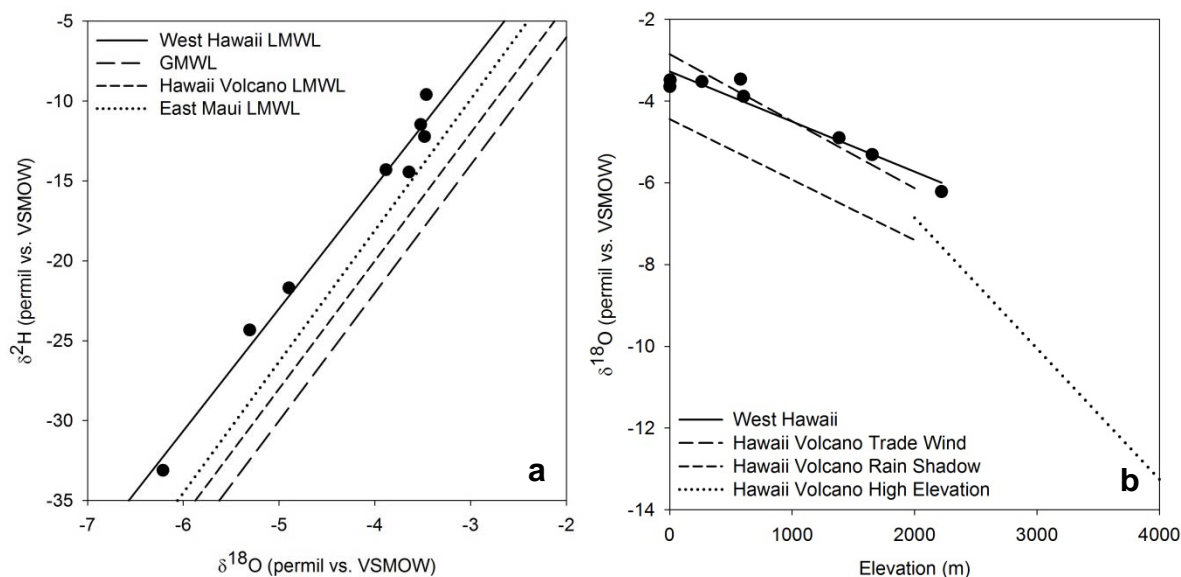 -5
-10
-15
-20
-25
-30
-35
δ²H (permil vs. VSMOW)
West Hawaii LMWL
GMWL
Hawaii Volcano LMWL
East Maui LMWL
a
-7 -6 -5 -4 -3 -2
δ¹⁸O (permil vs. VSMOW)
0
-2
-4
-6
-8
-10
-12
-14
δ¹⁸O (permil vs. VSMOW)
West Hawaii
Hawaii Volcano Trade Wind
Hawaii Volcano Rain Shadow
Hawaii Volcano High Elevation
b
0 1000 2000 3000 4000
Elevation (m)